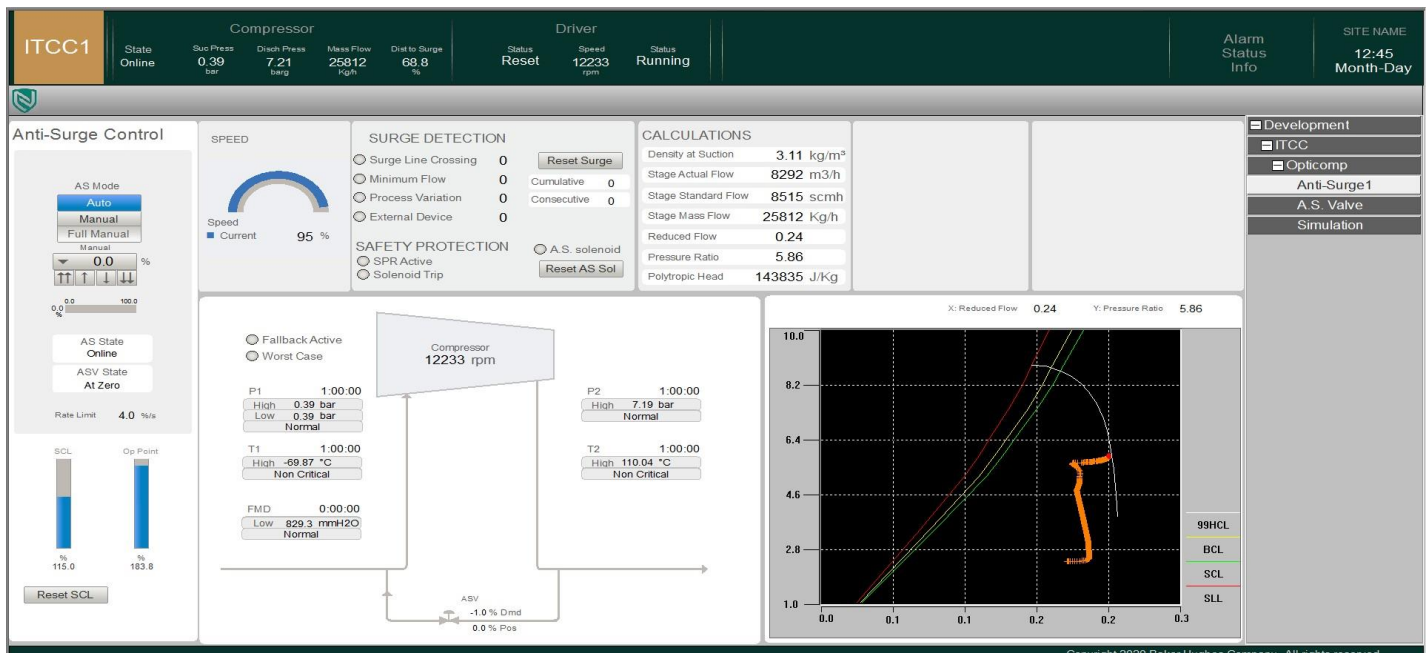 ITCC1
State
Online
Compressor
Suc Press Disch Press Mass Flow Dist to Surge
0.39 7.21 25812 68.8
bar barg Kg/h %
Driver
Status Speed Status
Reset 12233 Running
rpm
Alarm
Status
Info
SITE NAME
12:45
Month-Day
Anti-Surge Control
AS Mode
Auto
Manual
Full Manual
Manual
0.0 %
0.0 100.0
0.0
%
AS State
Online
ASV State
At Zero
Rate Limit 4.0 %/s
SCL Op Point
% %
115.0 183.8
Reset SCL
SPEED
Speed
Current 95 %
SURGE DETECTION
Surge Line Crossing 0 Reset Surge
Minimum Flow 0 Cumulative 0
Process Variation 0 Consecutive 0
External Device 0
SAFETY PROTECTION
SPR Active
Solenoid Trip
A.S. solenoid
Reset AS Sol
CALCULATIONS
Density at Suction 3.11 kg/m³
Stage Actual Flow 8292 m3/h
Stage Standard Flow 8515 scmh
Stage Mass Flow 25812 Kg/h
Reduced Flow 0.24
Pressure Ratio 5.86
Polytropic Head 143835 J/Kg
Development
ITCC
Opticomp
Anti-Surge1
A.S. Valve
Simulation
Fallback Active
Worst Case
Compressor
12233 rpm
P1 1:00:00
High 0.39 bar
Low 0.39 bar
Normal
T1 1:00:00
High -69.87 °C
Non Critical
FMD 0:00:00
Low 829.3 mmH2O
Normal
P2 1:00:00
High 7.19 bar
Normal
T2 1:00:00
High 110.04 °C
Non Critical
ASV
-1.0 % Dmd
0.0 % Pos
X: Reduced Flow 0.24 Y: Pressure Ratio 5.86
10.0
8.2
6.4
4.6
2.8
1.0
0.0 0.1 0.1 0.2 0.2 0.3
99HCL
BCL
SCL
SLL
Copyright 2020 Baker Hughes Company. All rights reserved.